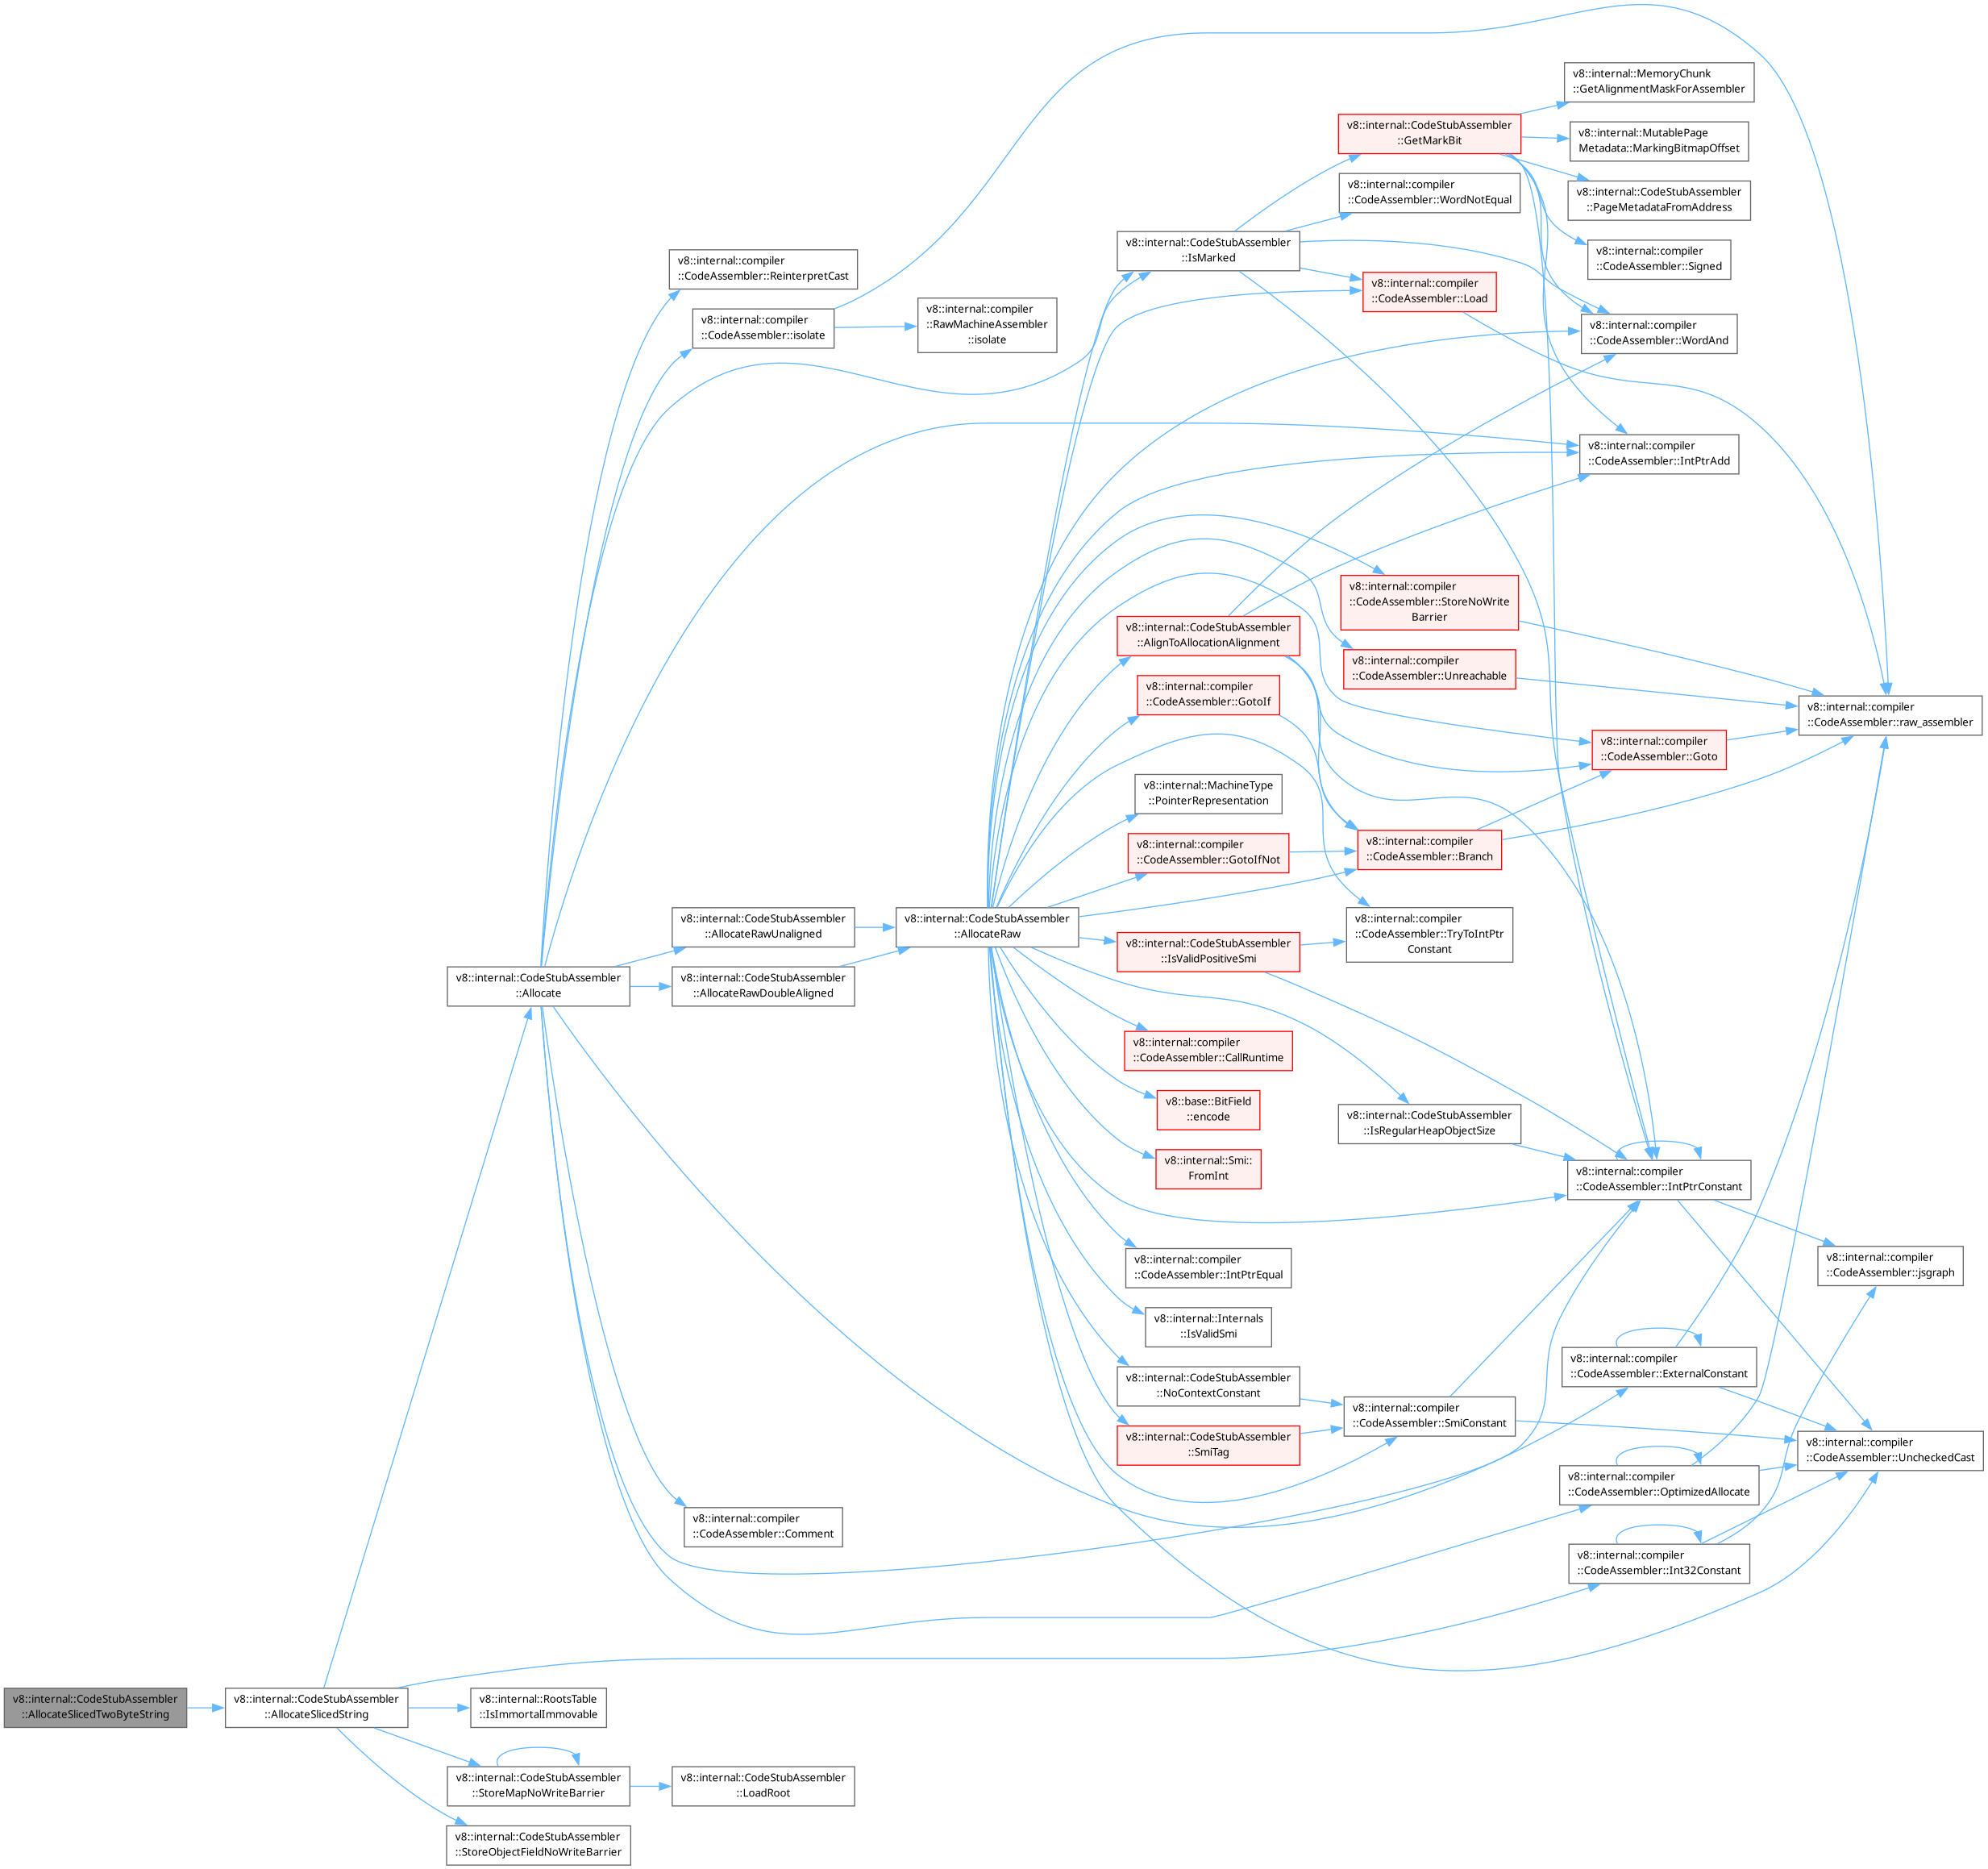 v8::internal::MemoryChunk
::GetAlignmentMaskForAssembler
v8::internal::CodeStubAssembler
::GetMarkBit
v8::internal::MutablePage
Metadata::MarkingBitmapOffset
v8::internal::compiler
::CodeAssembler::WordNotEqual
v8::internal::CodeStubAssembler
::PageMetadataFromAddress
v8::internal::CodeStubAssembler
::IsMarked
v8::internal::compiler
::CodeAssembler::Signed
v8::internal::compiler
::CodeAssembler::ReinterpretCast
v8::internal::compiler
::CodeAssembler::Load
v8::internal::compiler
::CodeAssembler::isolate
v8::internal::compiler
::RawMachineAssembler
::isolate
v8::internal::compiler
::CodeAssembler::WordAnd
v8::internal::compiler
::CodeAssembler::IntPtrAdd
v8::internal::compiler
::CodeAssembler::StoreNoWrite
Barrier
v8::internal::CodeStubAssembler
::AlignToAllocationAlignment
v8::internal::compiler
::CodeAssembler::Unreachable
v8::internal::compiler
::CodeAssembler::GotoIf
v8::internal::compiler
::CodeAssembler::raw_assembler
v8::internal::compiler
::CodeAssembler::Goto
v8::internal::MachineType
::PointerRepresentation
v8::internal::compiler
::CodeAssembler::GotoIfNot
v8::internal::compiler
::CodeAssembler::Branch
v8::internal::CodeStubAssembler
::AllocateRawUnaligned
v8::internal::CodeStubAssembler
::AllocateRaw
v8::internal::compiler
::CodeAssembler::TryToIntPtr
Constant
v8::internal::CodeStubAssembler
::IsValidPositiveSmi
v8::internal::CodeStubAssembler
::Allocate
v8::internal::CodeStubAssembler
::AllocateRawDoubleAligned
v8::internal::compiler
::CodeAssembler::CallRuntime
v8::base::BitField
::encode
v8::internal::CodeStubAssembler
::IsRegularHeapObjectSize
v8::internal::Smi::
FromInt
v8::internal::compiler
::CodeAssembler::IntPtrConstant
v8::internal::compiler
::CodeAssembler::IntPtrEqual
v8::internal::compiler
::CodeAssembler::jsgraph
v8::internal::Internals
::IsValidSmi
v8::internal::compiler
::CodeAssembler::ExternalConstant
v8::internal::CodeStubAssembler
::NoContextConstant
v8::internal::compiler
::CodeAssembler::SmiConstant
v8::internal::CodeStubAssembler
::SmiTag
v8::internal::compiler
::CodeAssembler::UncheckedCast
v8::internal::compiler
::CodeAssembler::OptimizedAllocate
v8::internal::compiler
::CodeAssembler::Comment
v8::internal::compiler
::CodeAssembler::Int32Constant
v8::internal::CodeStubAssembler
::AllocateSlicedTwoByteString
v8::internal::CodeStubAssembler
::AllocateSlicedString
v8::internal::RootsTable
::IsImmortalImmovable
v8::internal::CodeStubAssembler
::StoreMapNoWriteBarrier
v8::internal::CodeStubAssembler
::LoadRoot
v8::internal::CodeStubAssembler
::StoreObjectFieldNoWriteBarrier